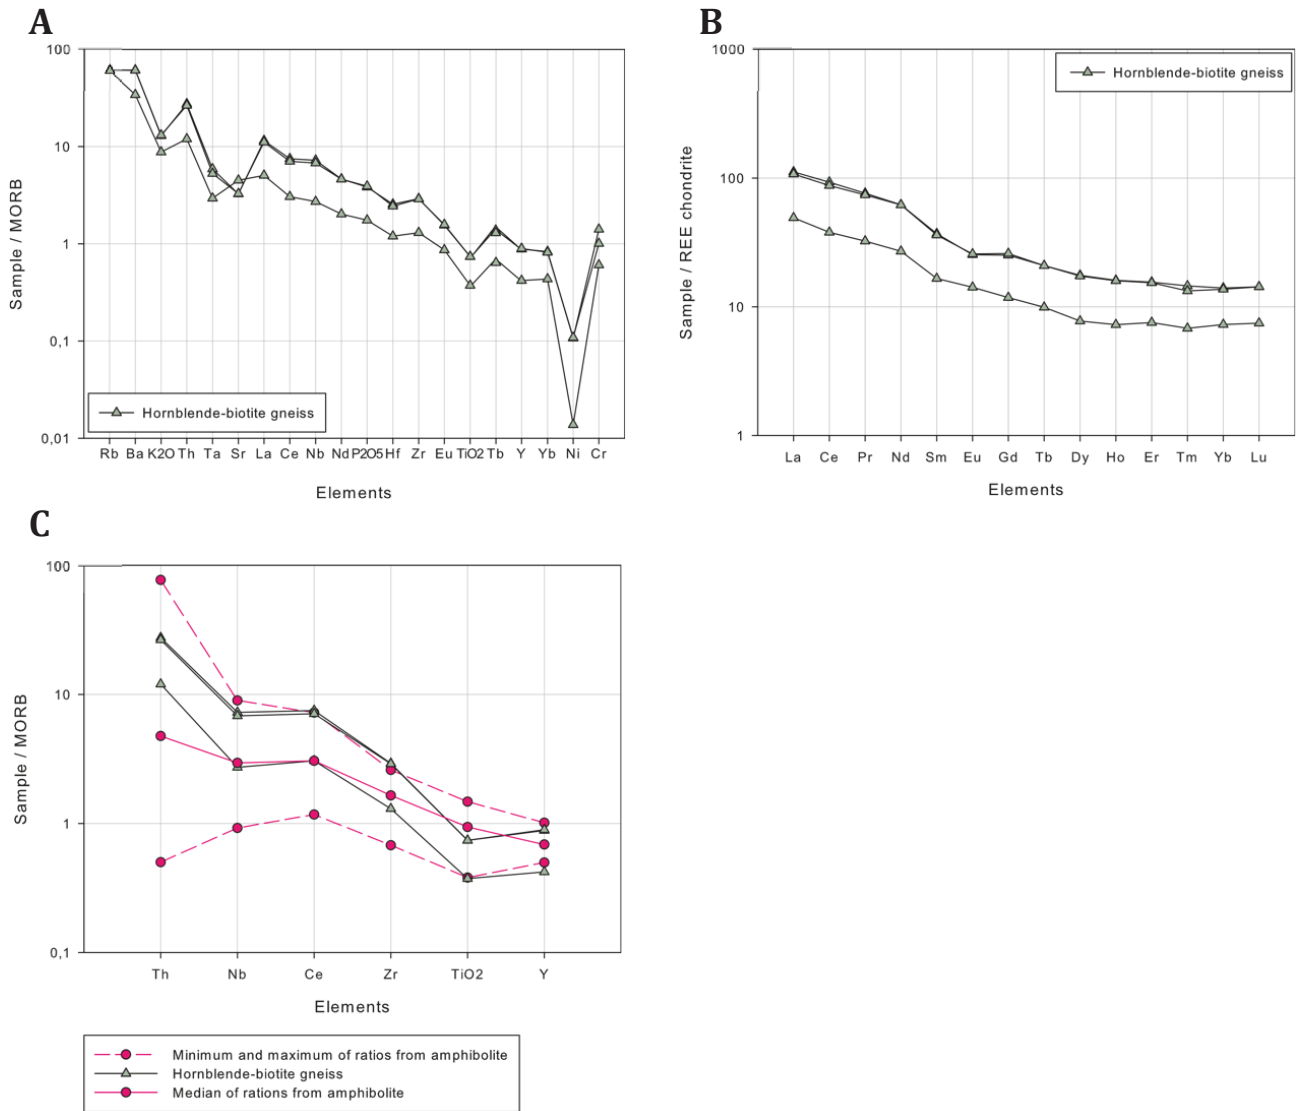 A
100
10
1
0,1
0,01
Sample / MORB
Hornblende-biotite gneiss
Rb Ba K2O Th Ta Sr La Ce Nb Nd P2O5 Hf Zr Eu TiO2 Tb Y Yb Ni Cr
Elements
B
1000
100
10
1
Sample / REE chondrite
Hornblende-biotite gneiss
La Ce Pr Nd Sm Eu Gd Tb Dy Ho Er Tm Yb Lu
Elements
C
100
10
1
0,1
Sample / MORB
Th Nb Ce Zr TiO2 Y
Elements
Minimum and maximum of ratios from amphibolite
Hornblende-biotite gneiss
Median of rations from amphibolite